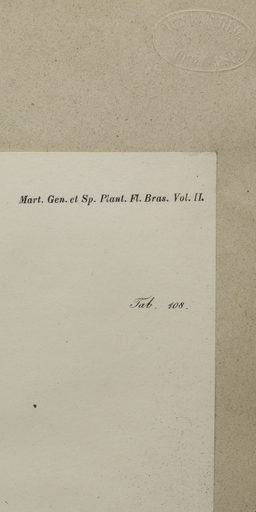 Mart. Gen. et Sp. Plant. Fl. Bras. Vol. II.
Tab. 108.